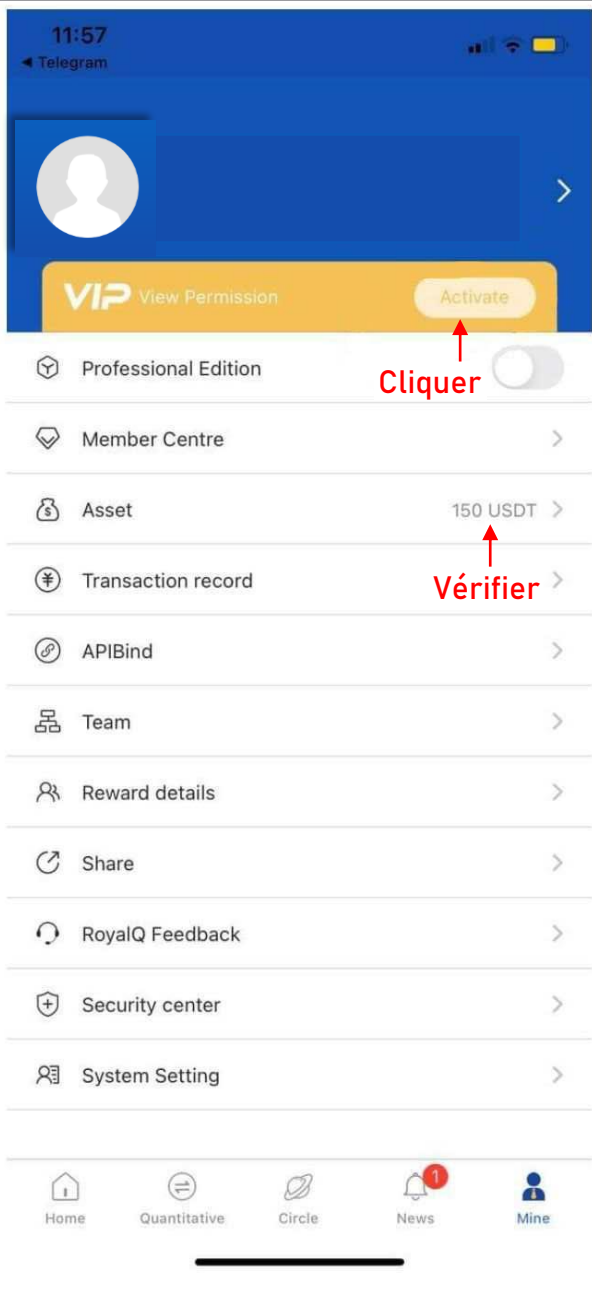 11:57
◀ Telegram
VIP View Permission Activate
Professional Edition
Cliquer
Member Centre
Asset 150 USDT
Transaction record
Vérifier
APIBind
Team
Reward details
Share
RoyalQ Feedback
Security center
System Setting
1
Home Quantitative Circle News Mine